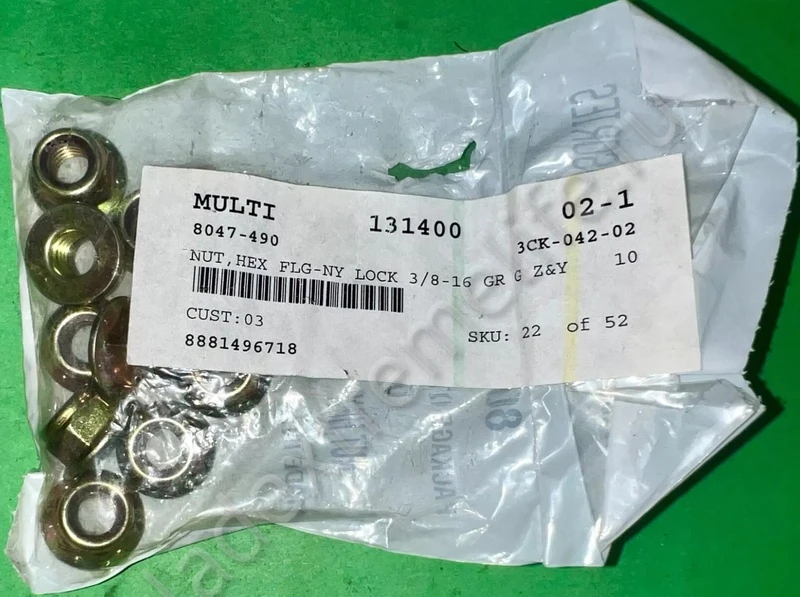 MULTI 131400 02-1
8047-490 3CK-042-02
NUT,HEX FLG-NY LOCK 3/8-16 GR G Z&Y 10
CUST:03
8881496718 SKU: 22 of 52
PACKAGE